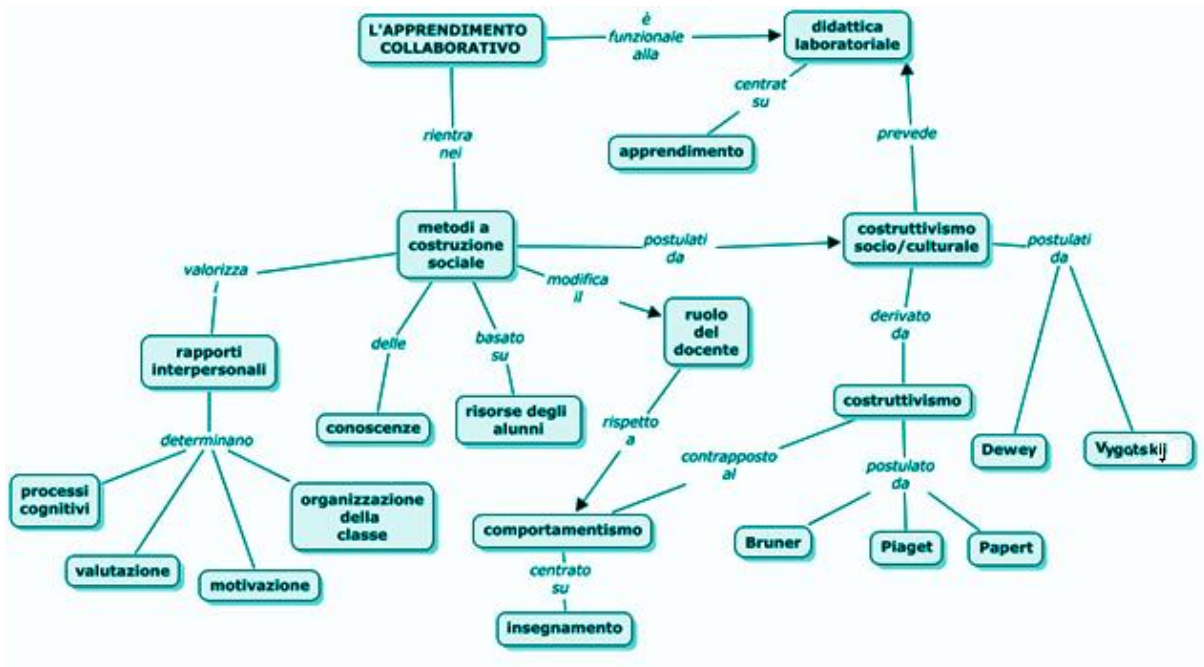 L'APPRENDIMENTO
COLLABORATIVO
è
funzionale
alla
didattica
laboratoriale
centrat
su
apprendimento
rientra
nei
prevede
metodi a
costruzione
sociale
postulati
da
costruttivismo
socio/culturale
postulati
da
valorizza
i
modifica
il
ruolo
del
docente
delle
basato
su
derivato
da
rapporti
interpersonali
conoscenze
risorse degli
alunni
rispetto
a
costruttivismo
determinano
contrapposto
al
postulato
da
Dewey
Vygotskij
processi
cognitivi
organizzazione
della
classe
valutazione
motivazione
comportamentismo
Bruner
Piaget
Papert
centrato
su
insegnamento